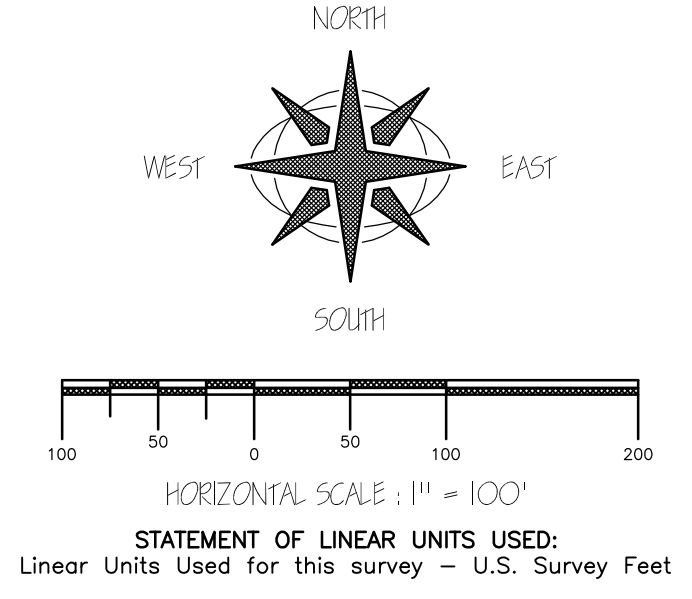 NORTH
WEST EAST
SOUTH
100 50 0 50 100 200
HORIZONTAL SCALE : 1" = 100'
STATEMENT OF LINEAR UNITS USED:
Linear Units Used for this survey – U.S. Survey Feet